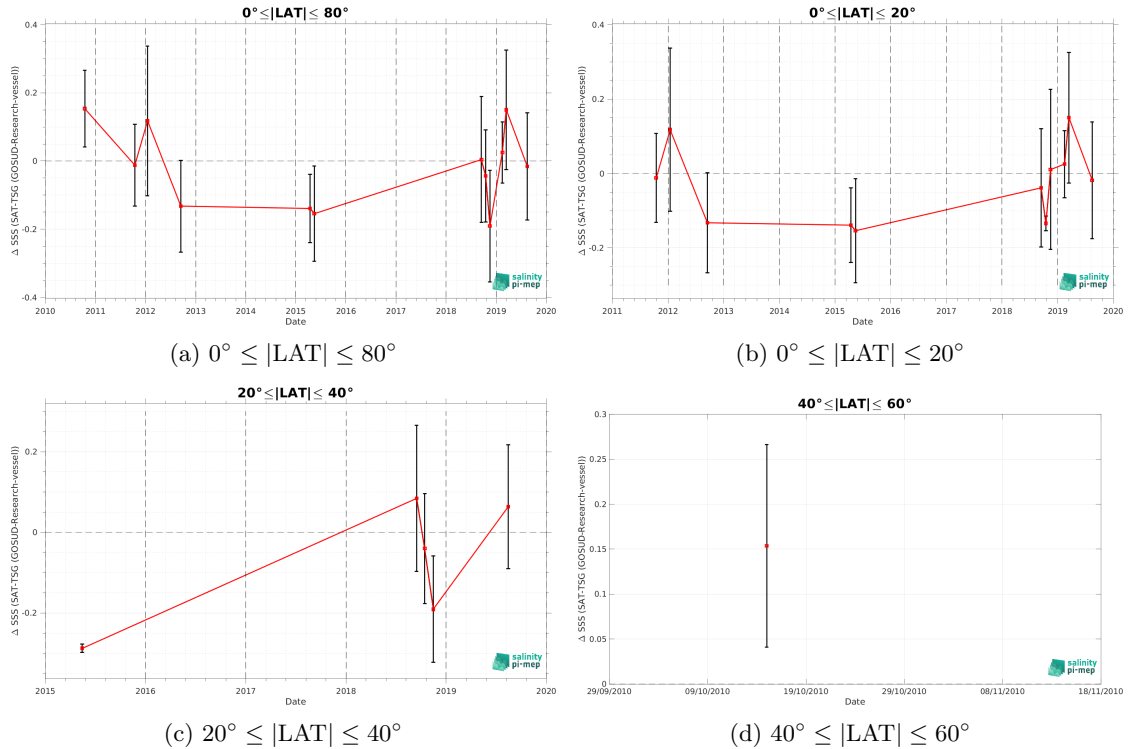 0°≤|LAT|≤ 80°
0.4
0.2
0
-0.2
-0.4
Δ SSS (SAT-TSG (GOSUD-Research-vessel))
2010 2011 2012 2013 2014 2015 2016 2017 2018 2019 2020
Date
salinity
pi-mep
(a) 0° ≤ |LAT| ≤ 80°
0°≤|LAT|≤ 20°
0.4
0.2
0
-0.2
Δ SSS (SAT-TSG (GOSUD-Research-vessel))
2011 2012 2013 2014 2015 2016 2017 2018 2019 2020
Date
salinity
pi-mep
(b) 0° ≤ |LAT| ≤ 20°
20°≤|LAT|≤ 40°
0.2
0
-0.2
Δ SSS (SAT-TSG (GOSUD-Research-vessel))
2015 2016 2017 2018 2019 2020
Date
salinity
pi-mep
(c) 20° ≤ |LAT| ≤ 40°
40°≤|LAT|≤ 60°
0.3
0.25
0.2
0.15
0.1
0.05
0
Δ SSS (SAT-TSG (GOSUD-Research-vessel))
29/09/2010 09/10/2010 19/10/2010 29/10/2010 08/11/2010 18/11/2010
Date
salinity
pi-mep
(d) 40° ≤ |LAT| ≤ 60°